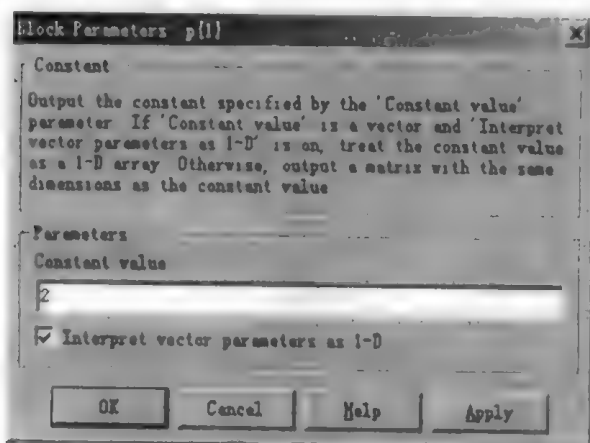 Block Parameters p{1}
Constant
Output the constant specified by the 'Constant value'
parameter If 'Constant value' is a vector and 'Interpret
vector parameters as 1-D' is on, treat the constant value
as a 1-D array Otherwise, output a matrix with the same
dimensions as the constant value
Parameters
Constant value
2
Interpret vector parameters as 1-D
OK Cancel Help Apply